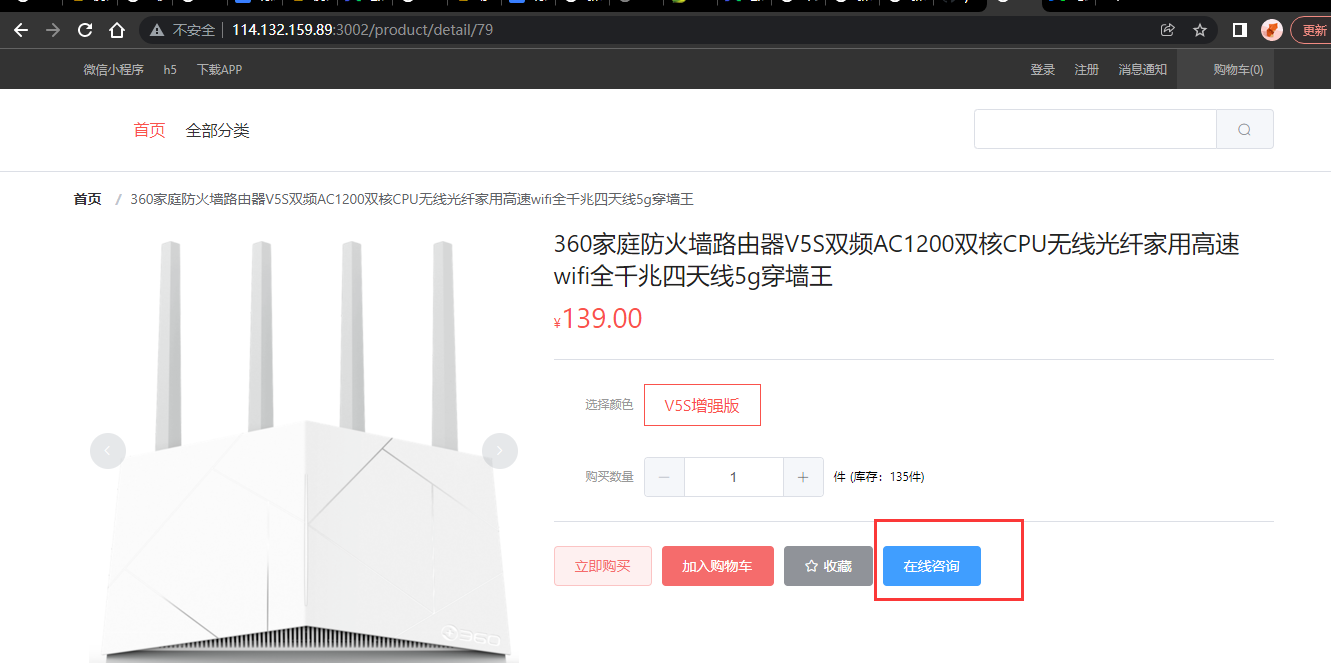 不安全 114.132.159.89:3002/product/detail/79 更新
微信小程序 h5 下载APP 登录 注册 消息通知 购物车(0)
首页 全部分类
首页 / 360家庭防火墙路由器V5S双频AC1200双核CPU无线光纤家用高速wifi全千兆四天线5g穿墙王
360家庭防火墙路由器V5S双频AC1200双核CPU无线光纤家用高速
wifi全千兆四天线5g穿墙王
¥139.00
选择颜色 V5S增强版
购买数量 1 件 (库存：135件)
立即购买 加入购物车 收藏 在线咨询
360